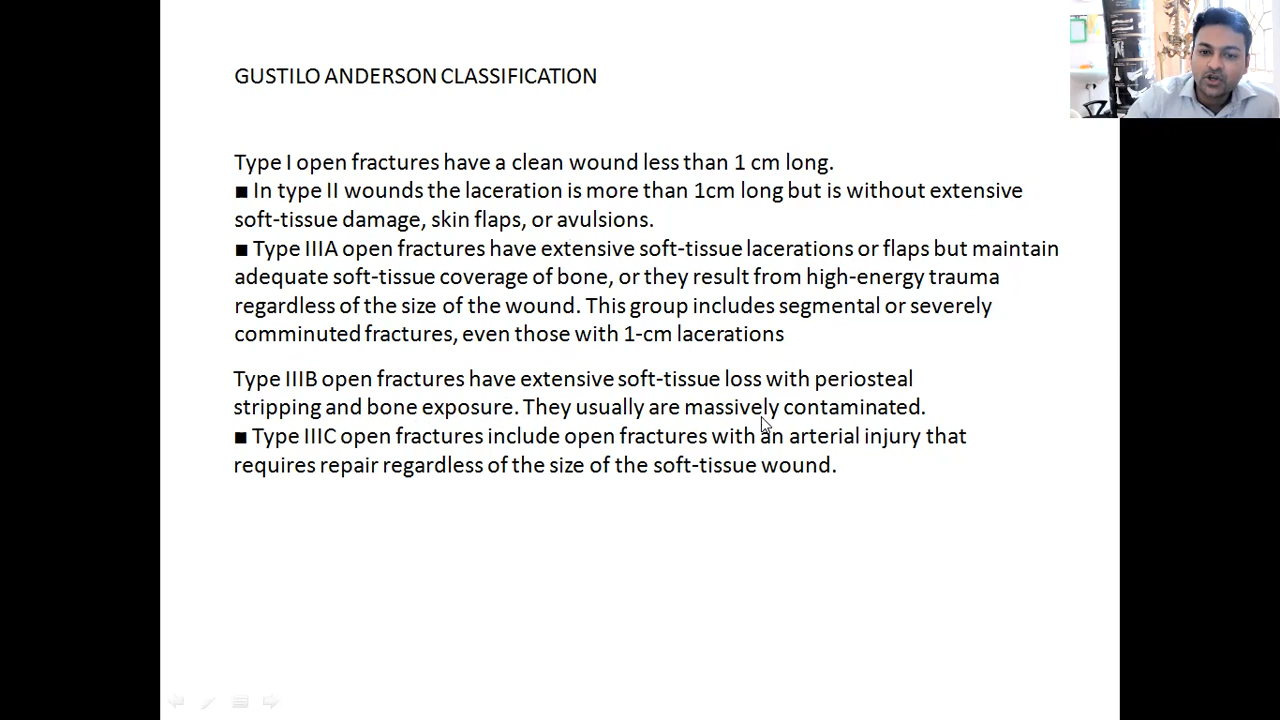 GUSTILO ANDERSON CLASSIFICATION
Type I open fractures have a clean wound less than 1 cm long.
■ In type II wounds the laceration is more than 1cm long but is without extensive
soft-tissue damage, skin flaps, or avulsions.
■ Type IIIA open fractures have extensive soft-tissue lacerations or flaps but maintain
adequate soft-tissue coverage of bone, or they result from high-energy trauma
regardless of the size of the wound. This group includes segmental or severely
comminuted fractures, even those with 1-cm lacerations
Type IIIB open fractures have extensive soft-tissue loss with periosteal
stripping and bone exposure. They usually are massively contaminated.
■ Type IIIC open fractures include open fractures with an arterial injury that
requires repair regardless of the size of the soft-tissue wound.